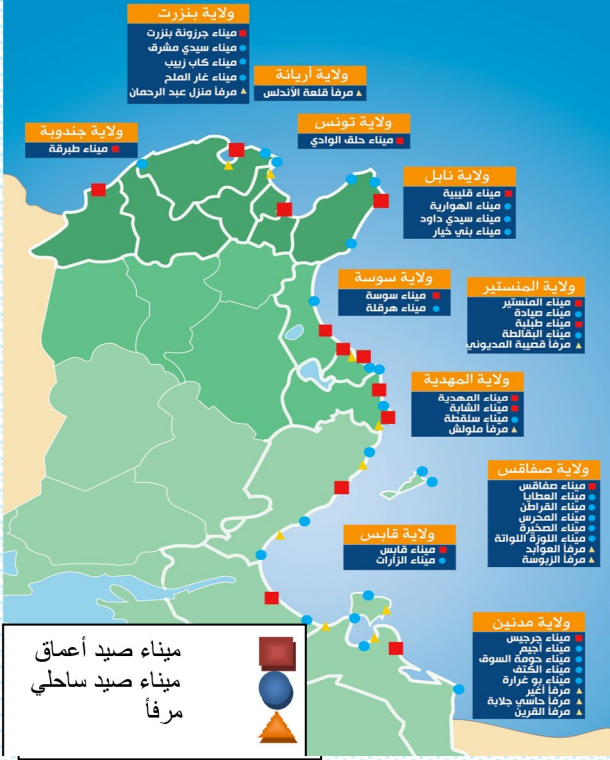 ولاية بنزرت
ميناء جرزونة بنزرت
ميناء سيدي مشرق
ميناء كاب زبيب
ميناء غار الملح
مرفأ منزل عبد الرحمان
ولاية أريانة
مرفأ قلعة الأندلس
ولاية تونس
ميناء حلق الوادي
ولاية جندوبة
ميناء طبرقة
ولاية نابل
ميناء قليبية
ميناء الهوارية
ميناء سيدي داود
ميناء بني خيار
ولاية سوسة
ميناء سوسة
ميناء هرقلة
ولاية المنستير
ميناء المنستير
ميناء صيادة
ميناء طبلبة
ميناء البقالطة
مرفأ قصيبة المديوني
ولاية المهدية
ميناء المهدية
ميناء الشابة
ميناء سلقطة
مرفأ ملولش
ولاية صفاقس
ميناء صفاقس
ميناء العطايا
ميناء القراطن
ميناء المحرس
ميناء الصخيرة
ميناء اللوزة اللواتة
مرفأ العوابد
مرفأ الزبوسة
ولاية قابس
ميناء قابس
ميناء الزارات
ولاية مدنين
ميناء جرجيس
ميناء أجيم
ميناء حومة السوق
ميناء الكتف
ميناء بو غرارة
مرفأ أغير
مرفأ حاسي جلابة
مرفأ القرين
ميناء صيد أعماق
ميناء صيد ساحلي
مرفأ